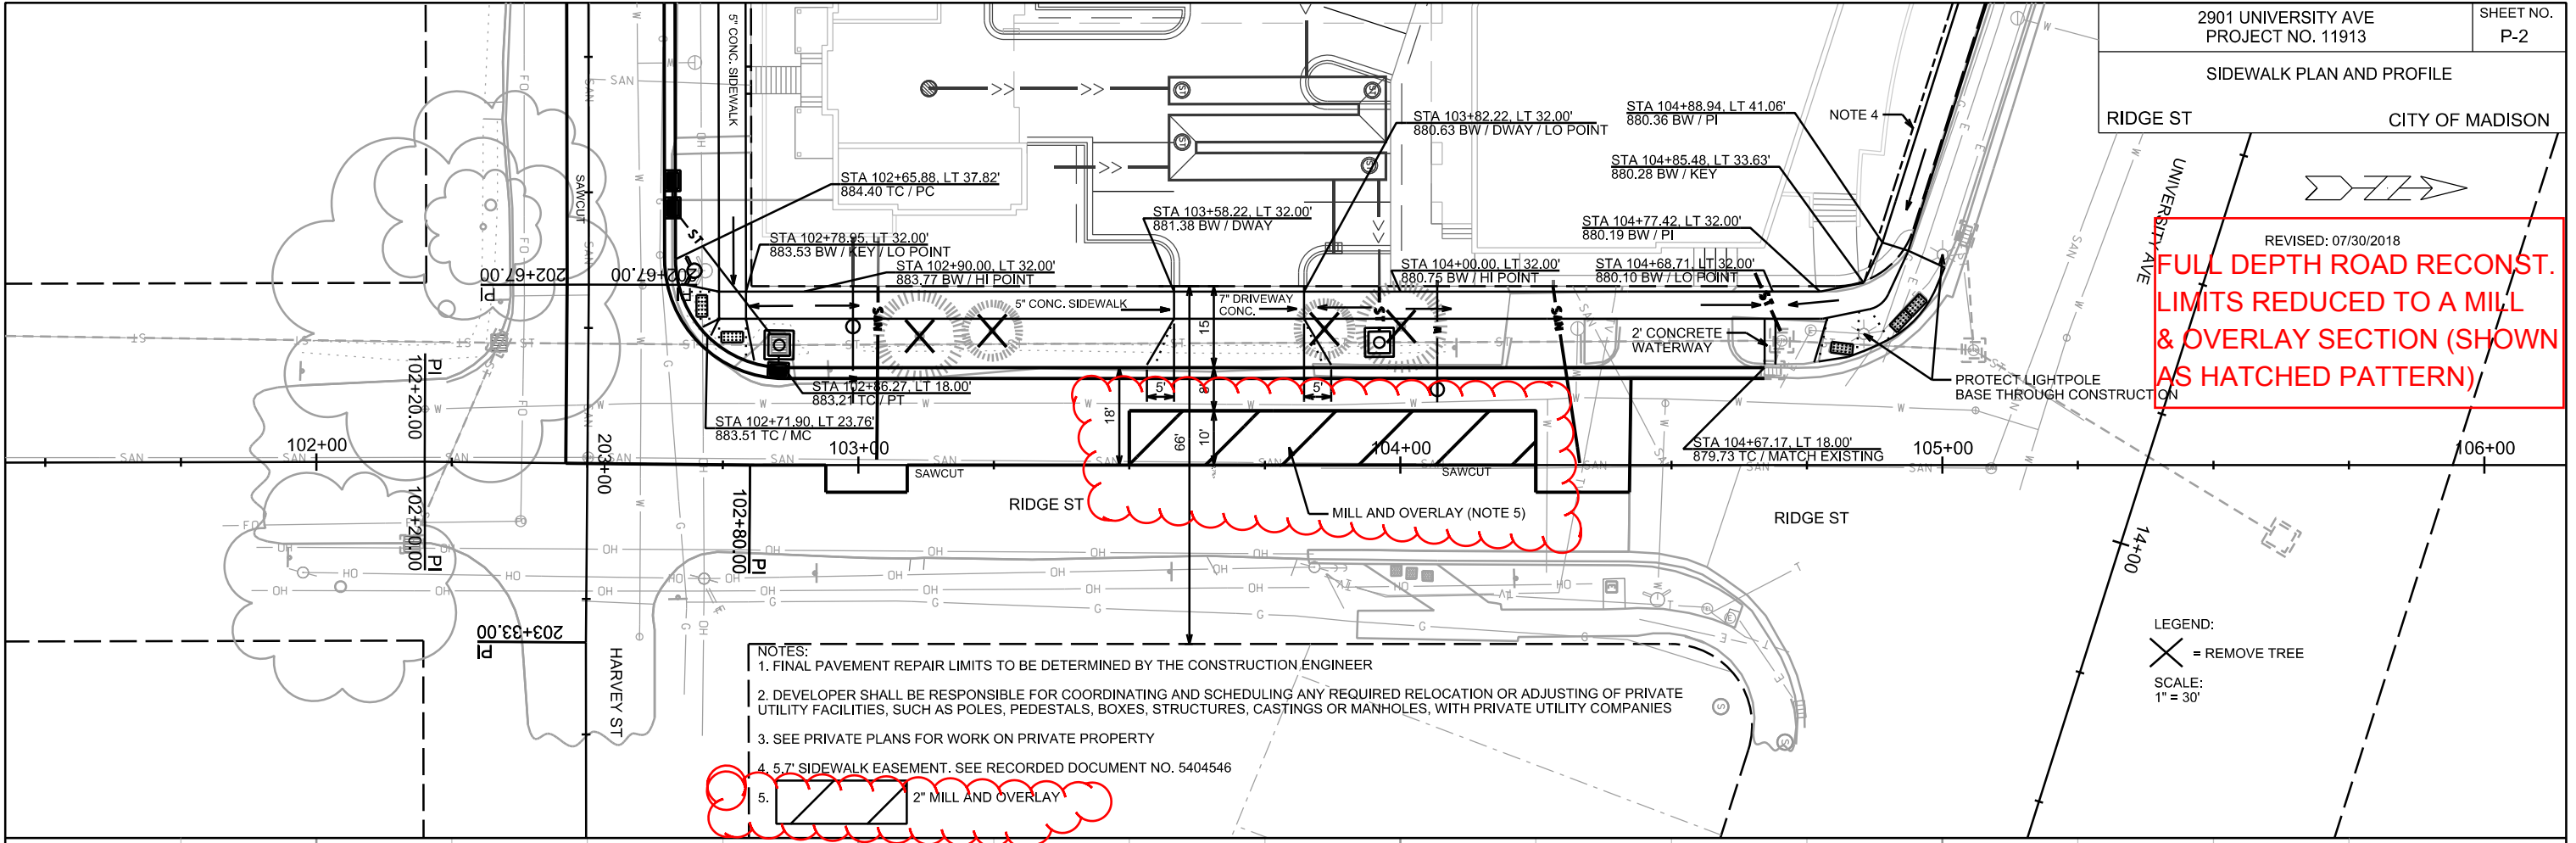 2901 UNIVERSITY AVE
PROJECT NO. 11913
SHEET NO.
P-2
SIDEWALK PLAN AND PROFILE
RIDGE ST
CITY OF MADISON
REVISED: 07/30/2018
FULL DEPTH ROAD RECONST.
LIMITS REDUCED TO A MILL
& OVERLAY SECTION (SHOWN
AS HATCHED PATTERN)
UNIVERSITY AVE
5" CONC. SIDEWALK
SAWCUT
STA 102+65.88, LT 37.82'
884.40 TC / PC
STA 102+78.95, LT 32.00'
883.53 BW / KEY / LO POINT
STA 102+90.00, LT 32.00'
883.77 BW / HI POINT
STA 103+58.22, LT 32.00'
881.38 BW / DWAY
STA 103+82.22, LT 32.00'
880.63 BW / DWAY / LO POINT
STA 104+00.00, LT 32.00'
880.75 BW / HI POINT
STA 104+88.94, LT 41.06'
880.36 BW / PI
STA 104+85.48, LT 33.63'
880.28 BW / KEY
STA 104+77.42, LT 32.00'
880.19 BW / PI
STA 104+68.71, LT 32.00'
880.10 BW / LO POINT
NOTE 4
202+67.00
PI
202+67.00
PI
5" CONC. SIDEWALK
7" DRIVEWAY
CONC.
2' CONCRETE
WATERWAY
PROTECT LIGHTPOLE
BASE THROUGH CONSTRUCTION
STA 102+86.27, LT 18.00'
883.21 TC / PT
STA 102+71.90, LT 23.76'
883.51 TC / MC
STA 104+67.17, LT 18.00'
879.73 TC / MATCH EXISTING
15'
8'
10'
18'
66'
5'
5'
ST
SAN
ST
SAN
ST
PI
102+20.00
102+20.00
PI
203+00
102+80.00
PI
203+33.00
PI
102+00
103+00
104+00
105+00
106+00
14+00
SAWCUT
SAWCUT
RIDGE ST
RIDGE ST
MILL AND OVERLAY (NOTE 5)
HARVEY ST
NOTES:
1. FINAL PAVEMENT REPAIR LIMITS TO BE DETERMINED BY THE CONSTRUCTION ENGINEER
2. DEVELOPER SHALL BE RESPONSIBLE FOR COORDINATING AND SCHEDULING ANY REQUIRED RELOCATION OR ADJUSTING OF PRIVATE
UTILITY FACILITIES, SUCH AS POLES, PEDESTALS, BOXES, STRUCTURES, CASTINGS OR MANHOLES, WITH PRIVATE UTILITY COMPANIES
3. SEE PRIVATE PLANS FOR WORK ON PRIVATE PROPERTY
4. 5.7' SIDEWALK EASEMENT. SEE RECORDED DOCUMENT NO. 5404546
5. 2" MILL AND OVERLAY
LEGEND:
= REMOVE TREE
SCALE:
1" = 30'